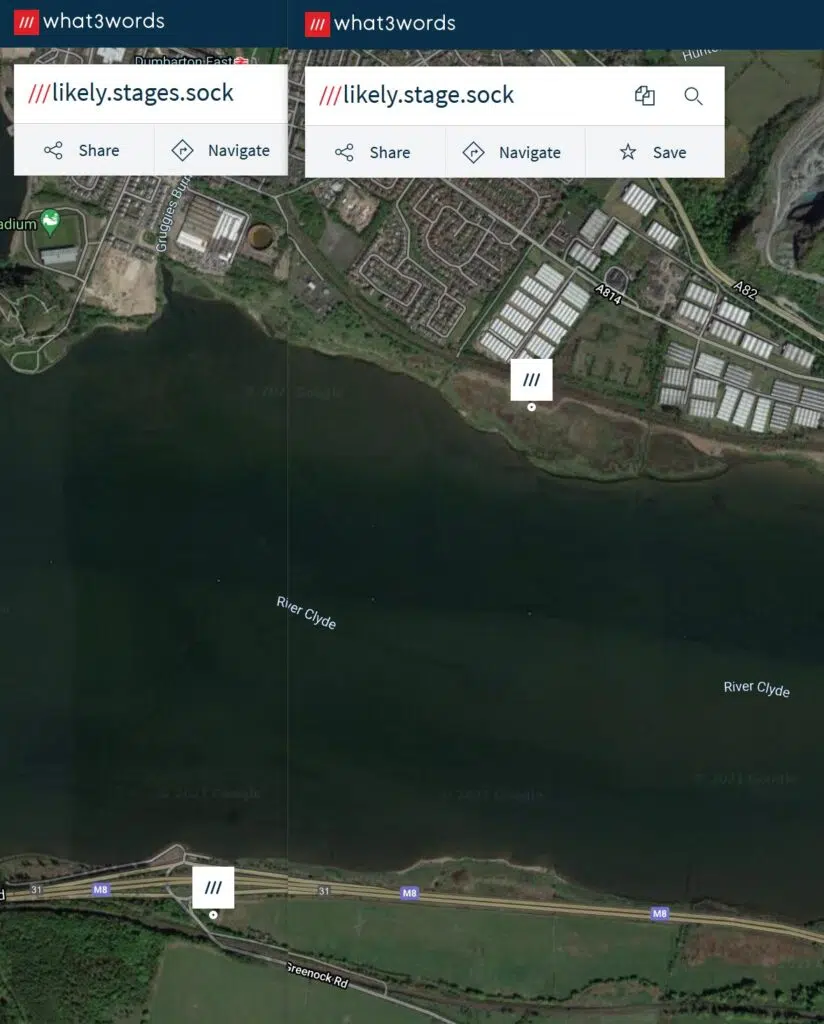 /// what3words
/// what3words
Hunte
Dumbarton East
///likely.stages.sock
///likely.stage.sock
Share
Navigate
Share
Navigate
Save
adium
Gruggies Burn
A82
A814
///
© 2021 Google
River Clyde
River Clyde
© 2021 Google
© 2021 Google
© 2021 Google
d
31
M8
///
31
M8
M8
Greenock Rd